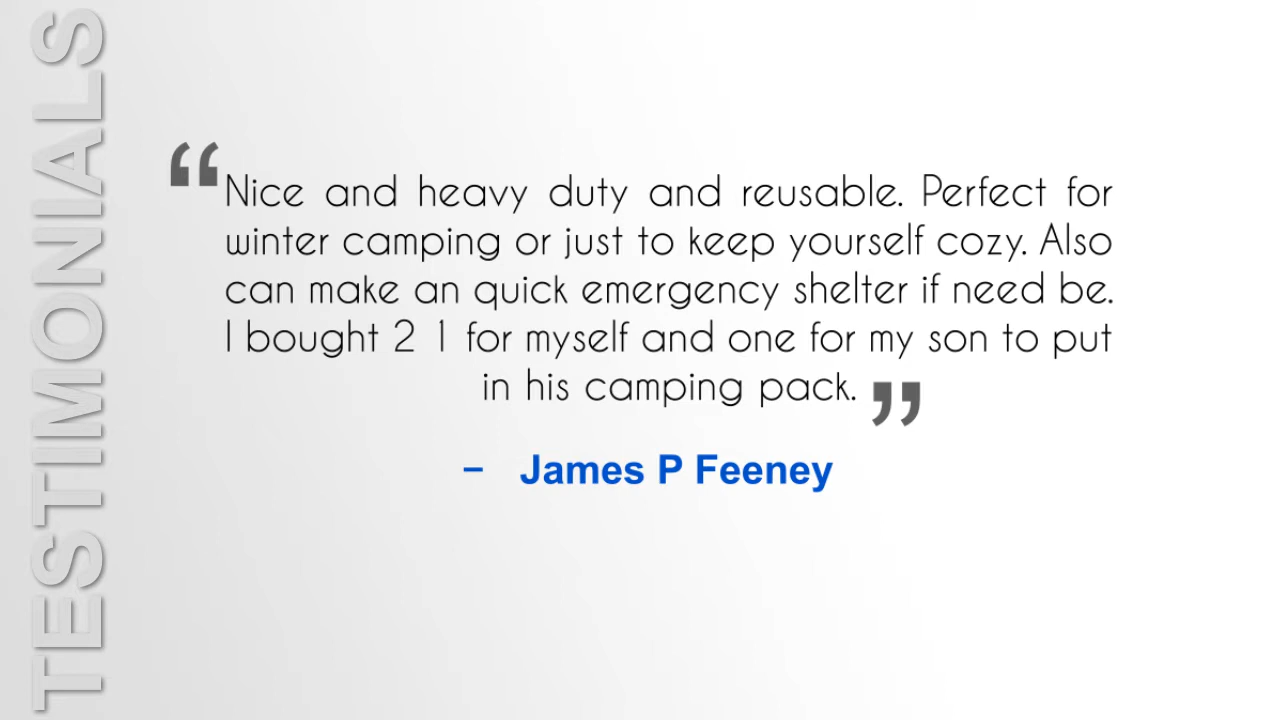 TESTIMONIALS
“Nice and heavy duty and reusable. Perfect for
winter camping or just to keep yourself cozy. Also
can make an quick emergency shelter if need be.
I bought 2 1 for myself and one for my son to put
in his camping pack.”
– James P Feeney